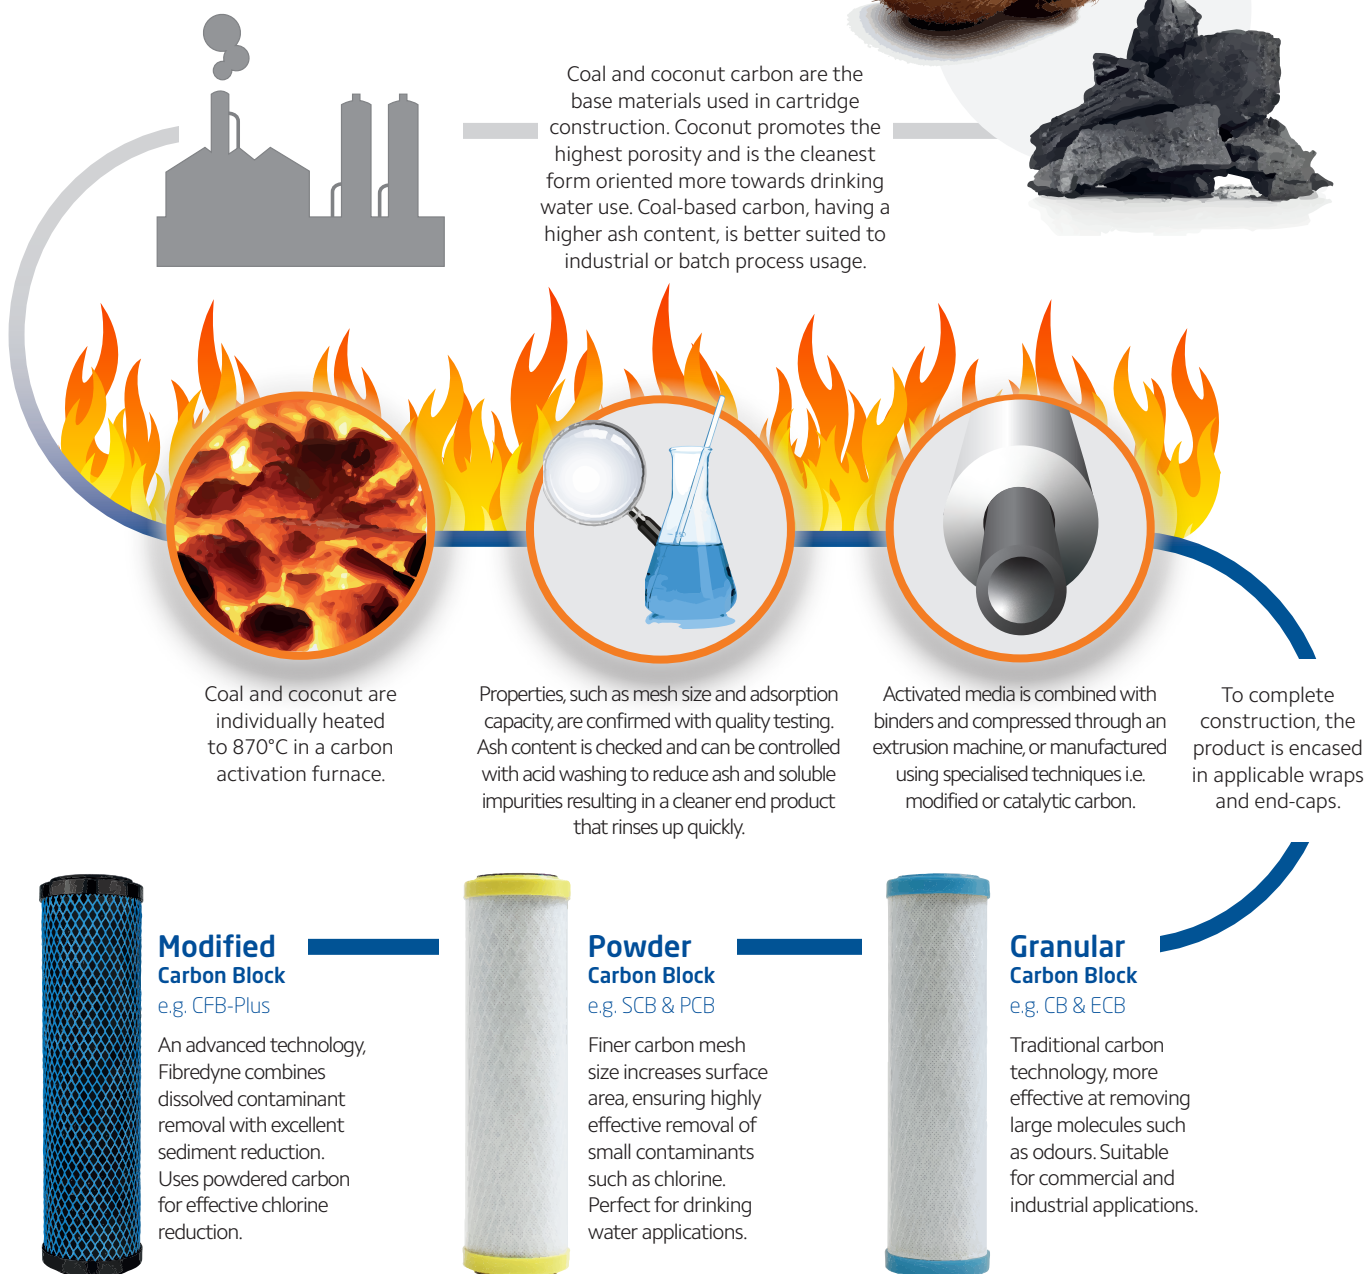 Coal and coconut carbon are the
base materials used in cartridge
construction. Coconut promotes the
highest porosity and is the cleanest
form oriented more towards drinking
water use. Coal-based carbon, having a
higher ash content, is better suited to
industrial or batch process usage.
Coal and coconut are
individually heated
to 870°C in a carbon
activation furnace.
Properties, such as mesh size and adsorption
capacity, are confirmed with quality testing.
Ash content is checked and can be controlled
with acid washing to reduce ash and soluble
impurities resulting in a cleaner end product
that rinses up quickly.
Activated media is combined with
binders and compressed through an
extrusion machine, or manufactured
using specialised techniques i.e.
modified or catalytic carbon.
To complete
construction, the
product is encased
in applicable wraps
and end-caps.
Modified
Carbon Block
e.g. CFB-Plus
An advanced technology,
Fibredyne combines
dissolved contaminant
removal with excellent
sediment reduction.
Uses powdered carbon
for effective chlorine
reduction.
Powder
Carbon Block
e.g. SCB & PCB
Finer carbon mesh
size increases surface
area, ensuring highly
effective removal of
small contaminants
such as chlorine.
Perfect for drinking
water applications.
Granular
Carbon Block
e.g. CB & ECB
Traditional carbon
technology, more
effective at removing
large molecules such
as odours. Suitable
for commercial and
industrial applications.